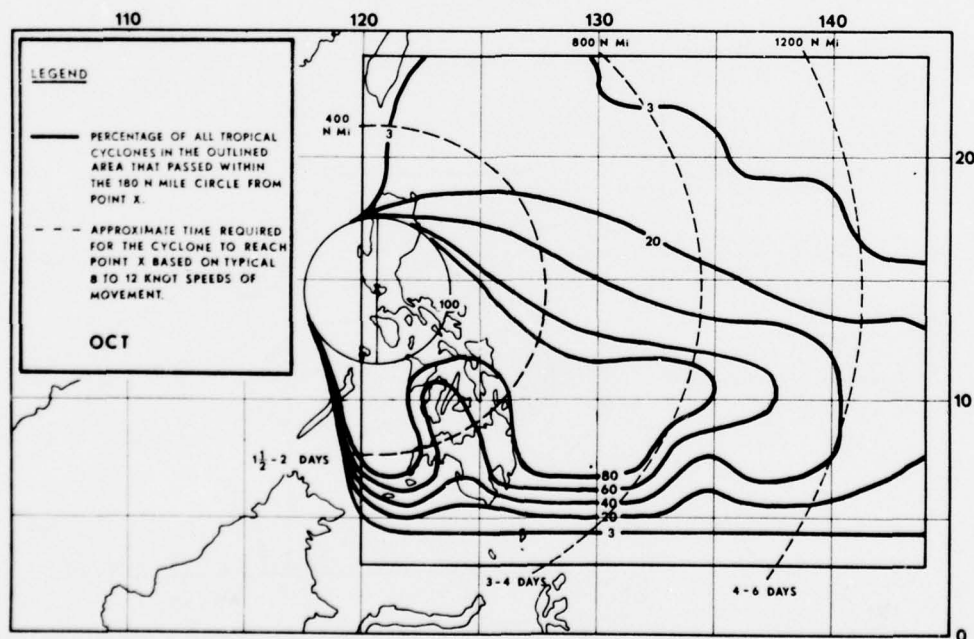 110 120 130 140
LEGEND
PERCENTAGE OF ALL TROPICAL
CYCLONES IN THE OUTLINED
AREA THAT PASSED WITHIN
THE 180 N MILE CIRCLE FROM
POINT X.
APPROXIMATE TIME REQUIRED
FOR THE CYCLONE TO REACH
POINT X BASED ON TYPICAL
8 TO 12 KNOT SPEEDS OF
MOVEMENT.
OCT
400
N MI
800 N Mi
1200 N Mi
3
3
20
20
100
10
1½-2 DAYS
80
60
40
20
3
3-4 DAYS
4-6 DAYS
0